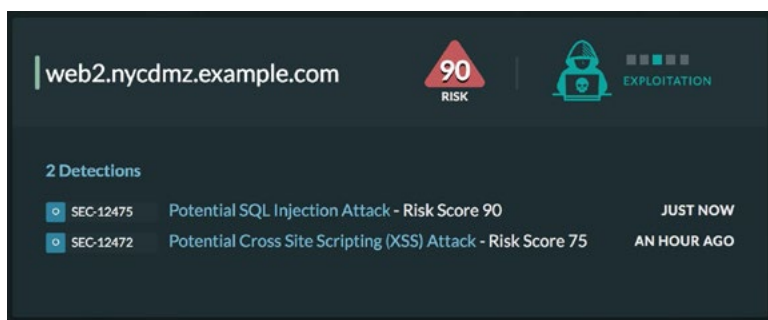 web2.nycdmz.example.com
90
RISK
EXPLOITATION
2 Detections
SEC-12475 Potential SQL Injection Attack - Risk Score 90 JUST NOW
SEC-12472 Potential Cross Site Scripting (XSS) Attack - Risk Score 75 AN HOUR AGO